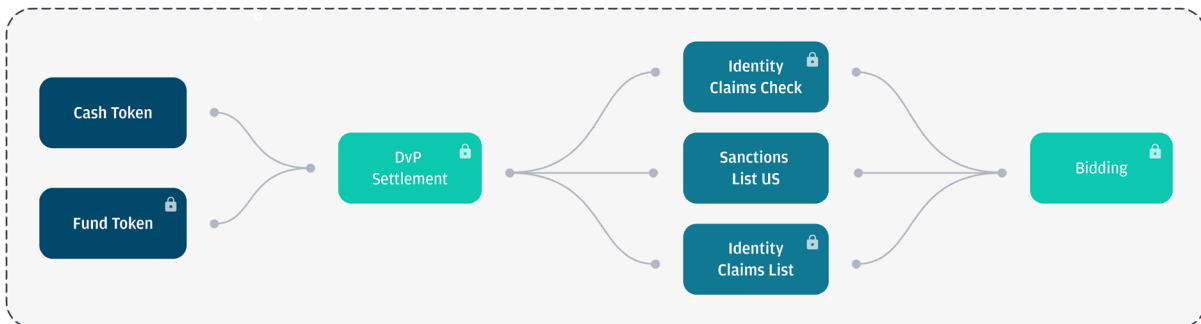 Cash Token
Fund Token
DvP
Settlement
Identity
Claims Check
Sanctions
List US
Identity
Claims List
Bidding